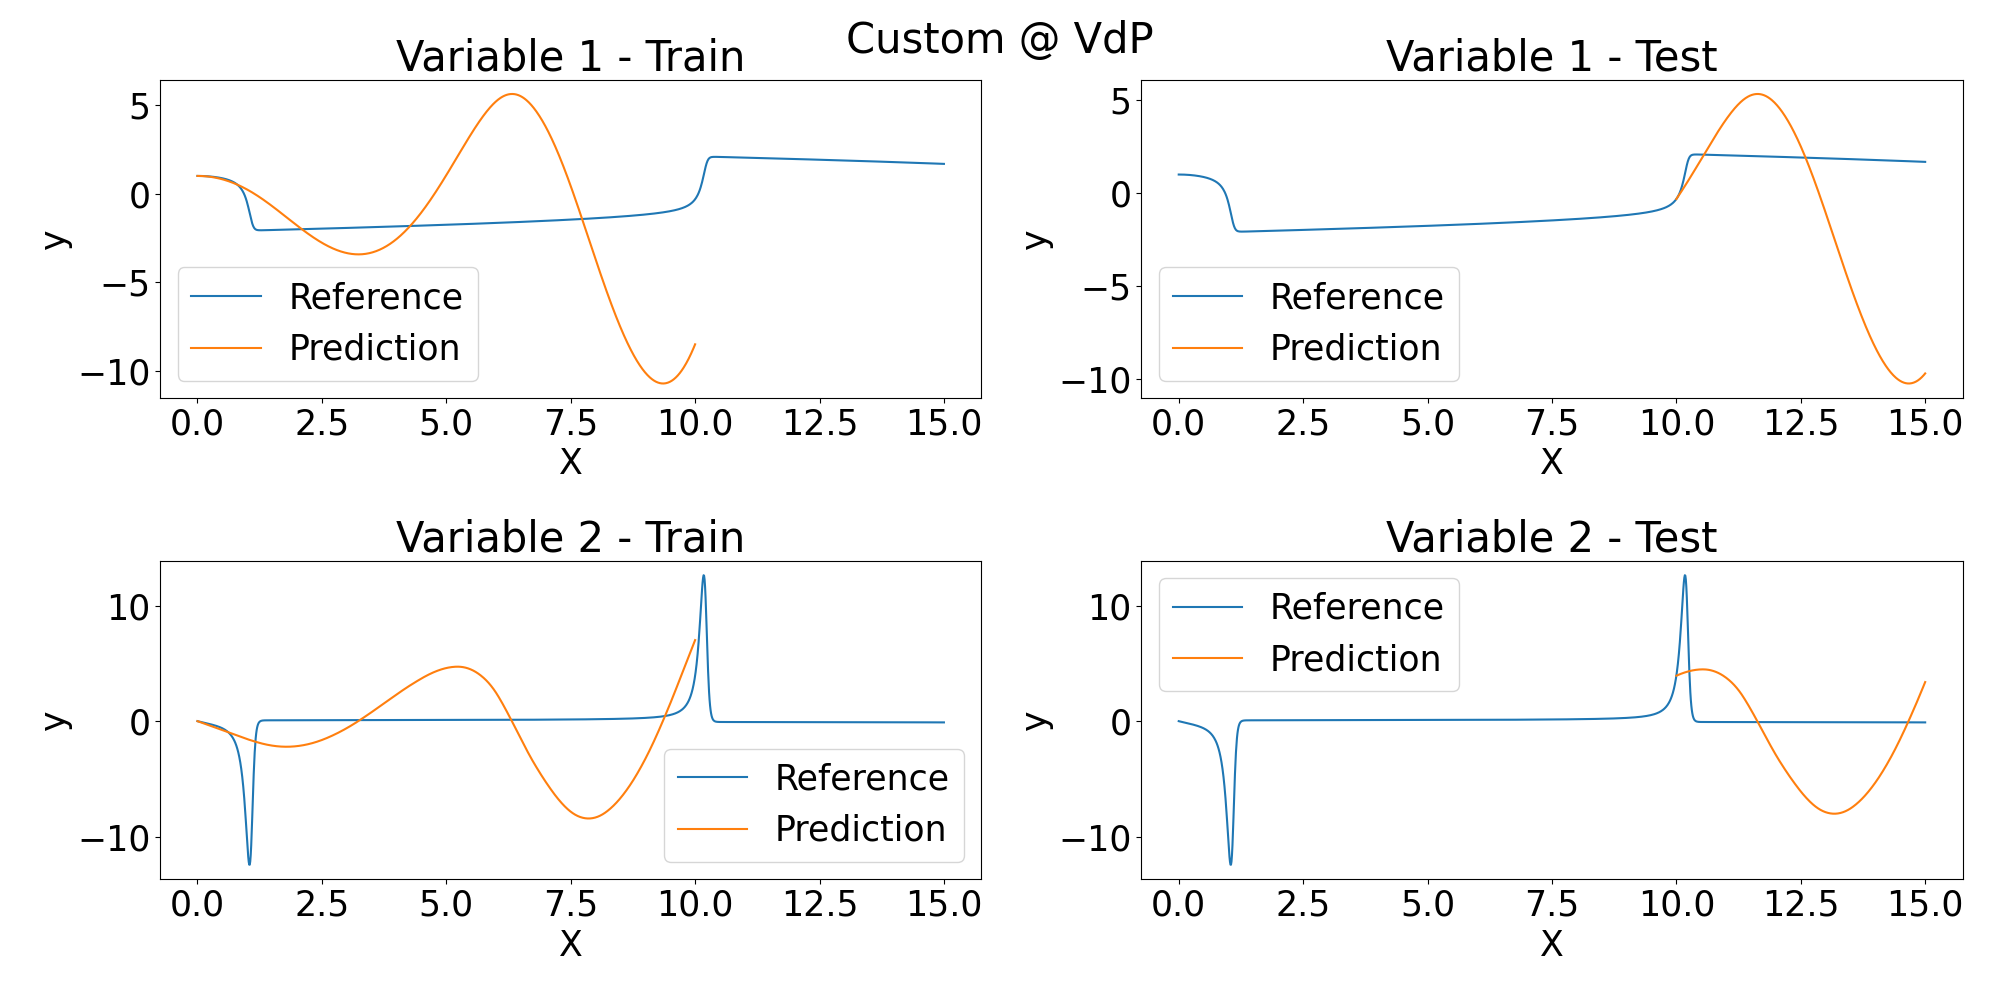 Custom @ VdP
Variable 1 - Train
5
0
−5
−10
y
Reference
Prediction
0.0 2.5 5.0 7.5 10.0 12.5 15.0
X
Variable 1 - Test
5
0
−5
−10
y
Reference
Prediction
0.0 2.5 5.0 7.5 10.0 12.5 15.0
X
Variable 2 - Train
10
0
−10
y
Reference
Prediction
0.0 2.5 5.0 7.5 10.0 12.5 15.0
X
Variable 2 - Test
10
0
−10
y
Reference
Prediction
0.0 2.5 5.0 7.5 10.0 12.5 15.0
X